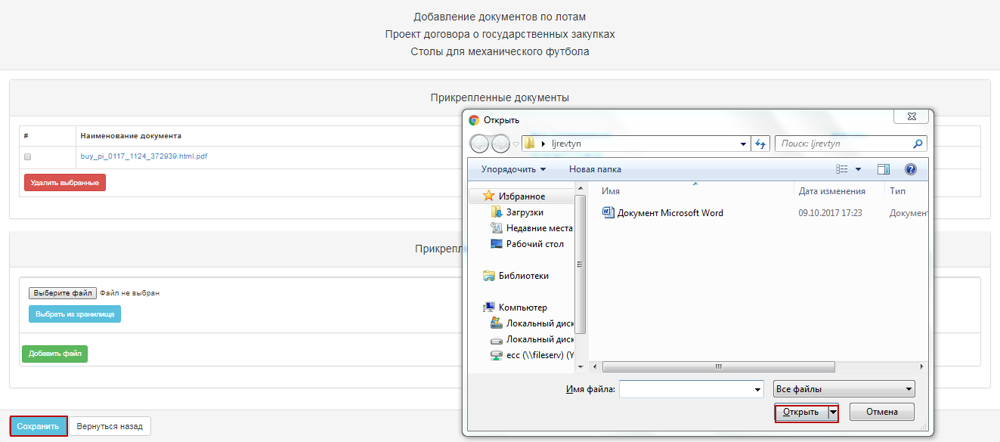 Добавление документов по лотам
Проект договора о государственных закупках
Столы для механического футбола
Прикрепленные документы
# Наименование документа
buy_pi_0117_1124_372939.html.pdf
Удалить выбранные
Прикрепл
Выберите файл Файл не выбран
Выбрать из хранилища
Добавить файл
Сохранить Вернуться назад
Открыть
ljrevtyn Поиск: ljrevtyn
Упорядочить Новая папка
Имя Дата изменения Тип
Избранное
Загрузки
Недавние места
Рабочий стол
Библиотеки
Компьютер
Локальный диск
Локальный диск
ecc (\\fileserv) (Y
Документ Microsoft Word 09.10.2017 17:23 Докумен
Имя файла: Все файлы
Открыть Отмена